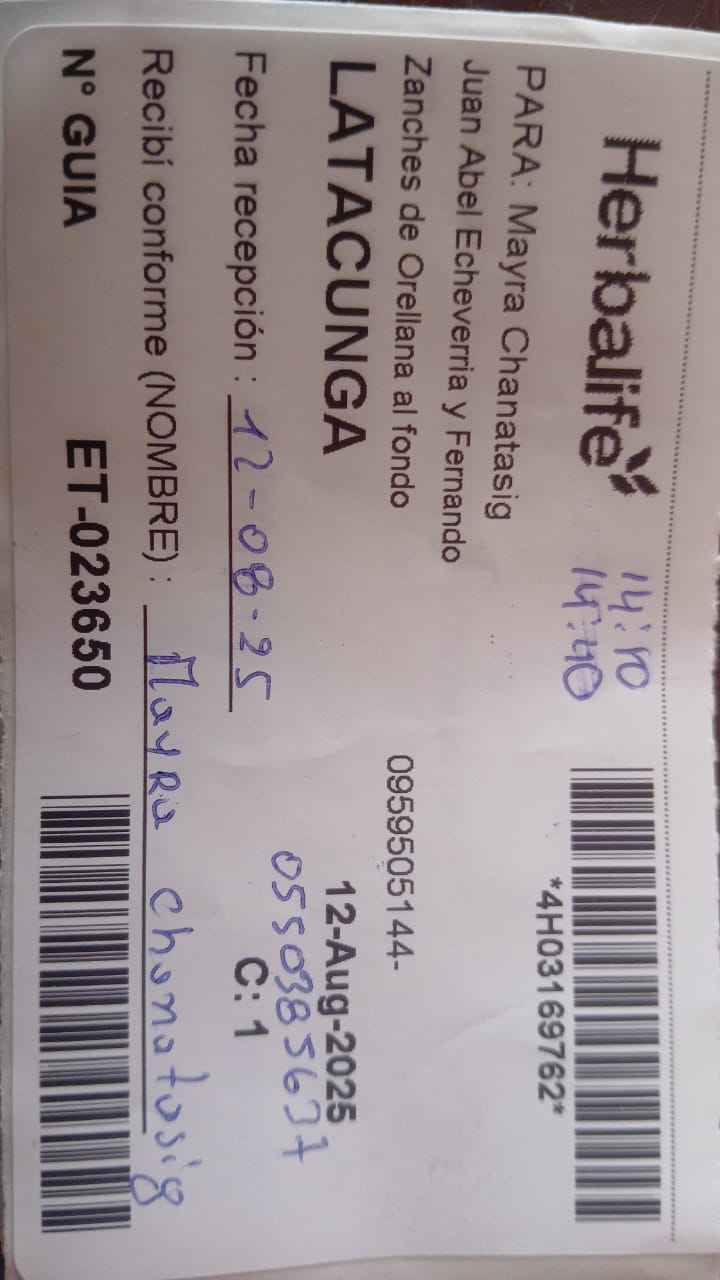 Herbalife
14:10
14:40
*4H03169762*
PARA: Mayra Chanatasig
Juan Abel Echeverria y Fernando
Zanches de Orellana al fondo
0959505144-
LATACUNGA
12-Aug-2025
0550385637
Fecha recepción : 12-08-25
C: 1
Recibí conforme (NOMBRE) : Mayra Chanatasig
N° GUIA ET-023650